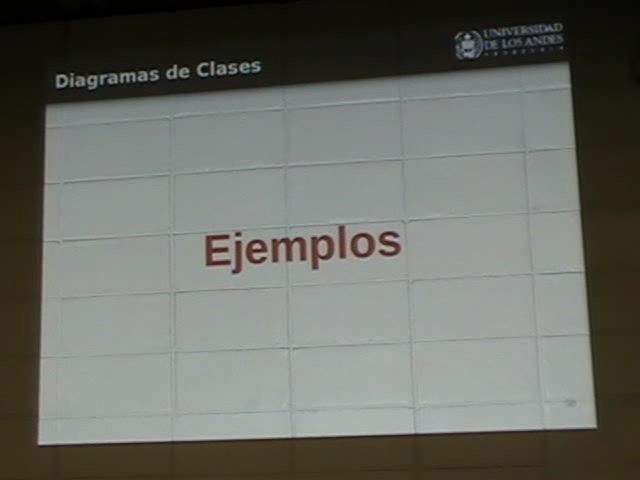 Diagramas de Clases
UNIVERSIDAD
DE LOS ANDES
Ejemplos